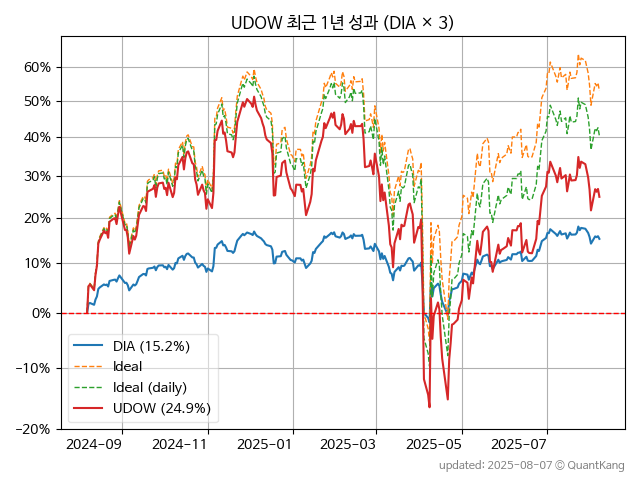 UDOW 최근 1년 성과 (DIA × 3)
60%
50%
40%
30%
20%
10%
0%
−10%
−20%
DIA (15.2%)
Ideal
Ideal (daily)
UDOW (24.9%)
2024-09
2024-11
2025-01
2025-03
2025-05
2025-07
updated: 2025-08-07 © QuantKang